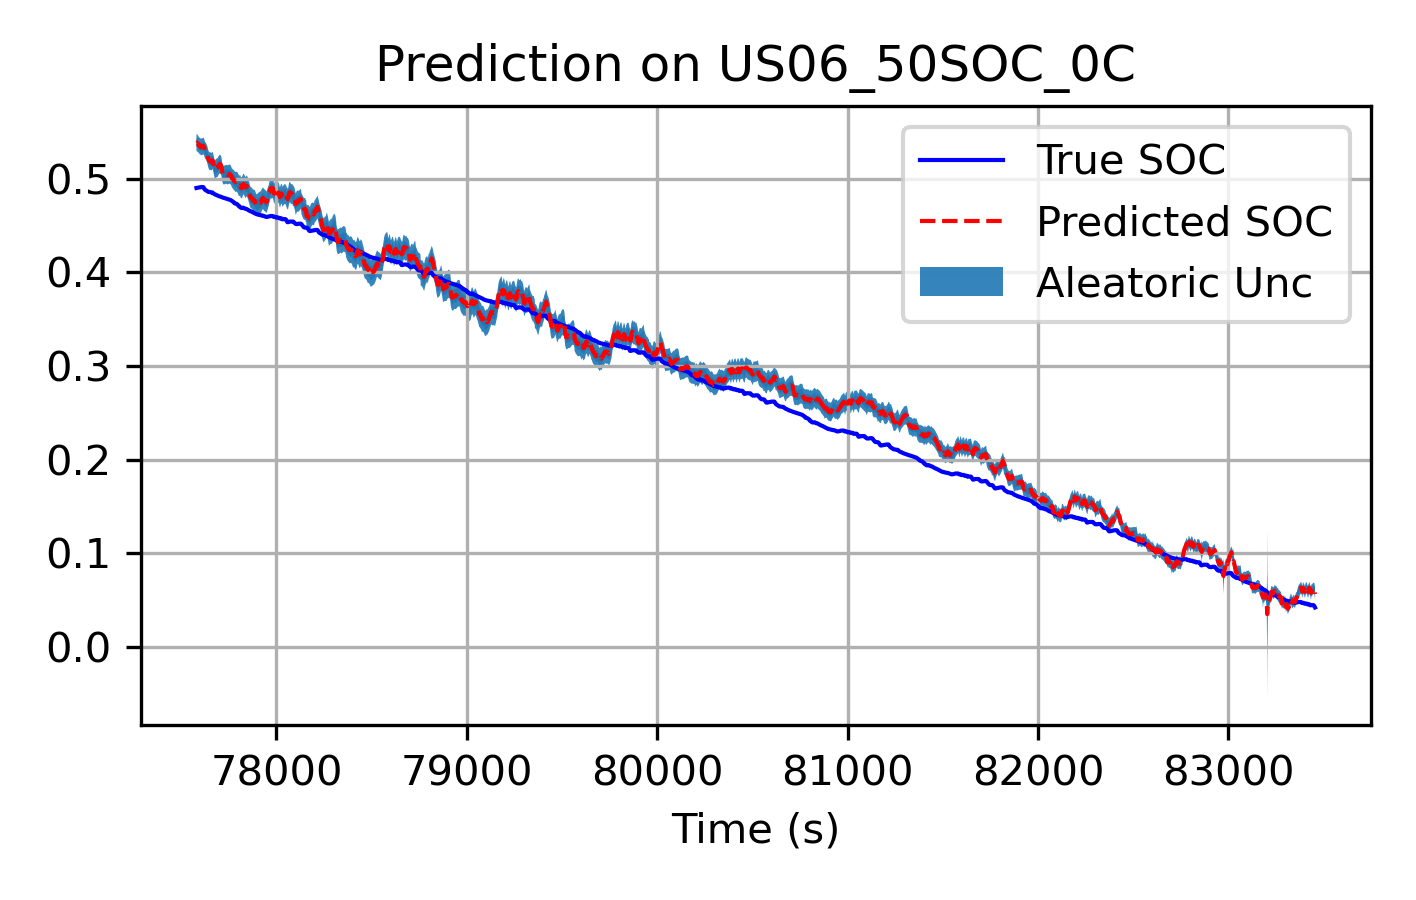 Prediction on US06_50SOC_0C
True SOC
Predicted SOC
Aleatoric Unc
0.5
0.4
0.3
0.2
0.1
0.0
78000 79000 80000 81000 82000 83000
Time (s)